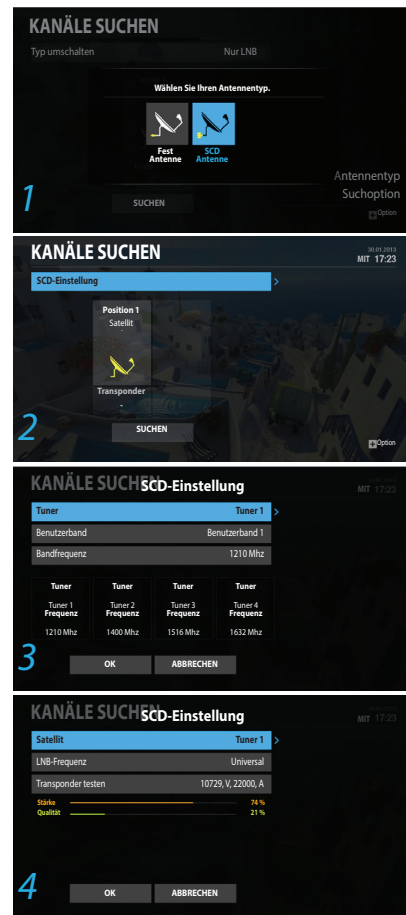 KANÄLE SUCHEN
Typ umschalten Nur LNB
Wählen Sie Ihren Antennentyp.
Fest Antenne
SCD Antenne
Antennentyp
Suchoption
SUCHEN
Option
1
KANÄLE SUCHEN
30.01.2013
MIT 17:23
SCD-Einstellung >
Position 1
Satellit
-
Transponder
-
SUCHEN
Option
2
KANÄLE SUCHEN
SCD-Einstellung
MIT 17:23
Tuner Tuner 1 >
Benutzerband Benutzerband 1
Bandfrequenz 1210 Mhz
Tuner Tuner Tuner Tuner
Tuner 1 Tuner 2 Tuner 3 Tuner 4
Frequenz Frequenz Frequenz Frequenz
1210 Mhz 1400 Mhz 1516 Mhz 1632 Mhz
OK ABBRECHEN
3
KANÄLE SUCHEN
SCD-Einstellung
MIT 17:23
Satellit Tuner 1 >
LNB-Frequenz Universal
Transponder testen 10729, V, 22000, A
Stärke 74 %
Qualität 21 %
OK ABBRECHEN
4